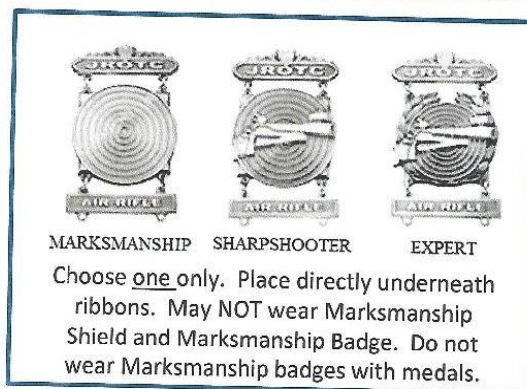 JROTC JROTC JROTC
AIR RIFLE AIR RIFLE AIR RIFLE
MARKSMANSHIP SHARPSHOOTER EXPERT
Choose one only. Place directly underneath
ribbons. May NOT wear Marksmanship
Shield and Marksmanship Badge. Do not
wear Marksmanship badges with medals.